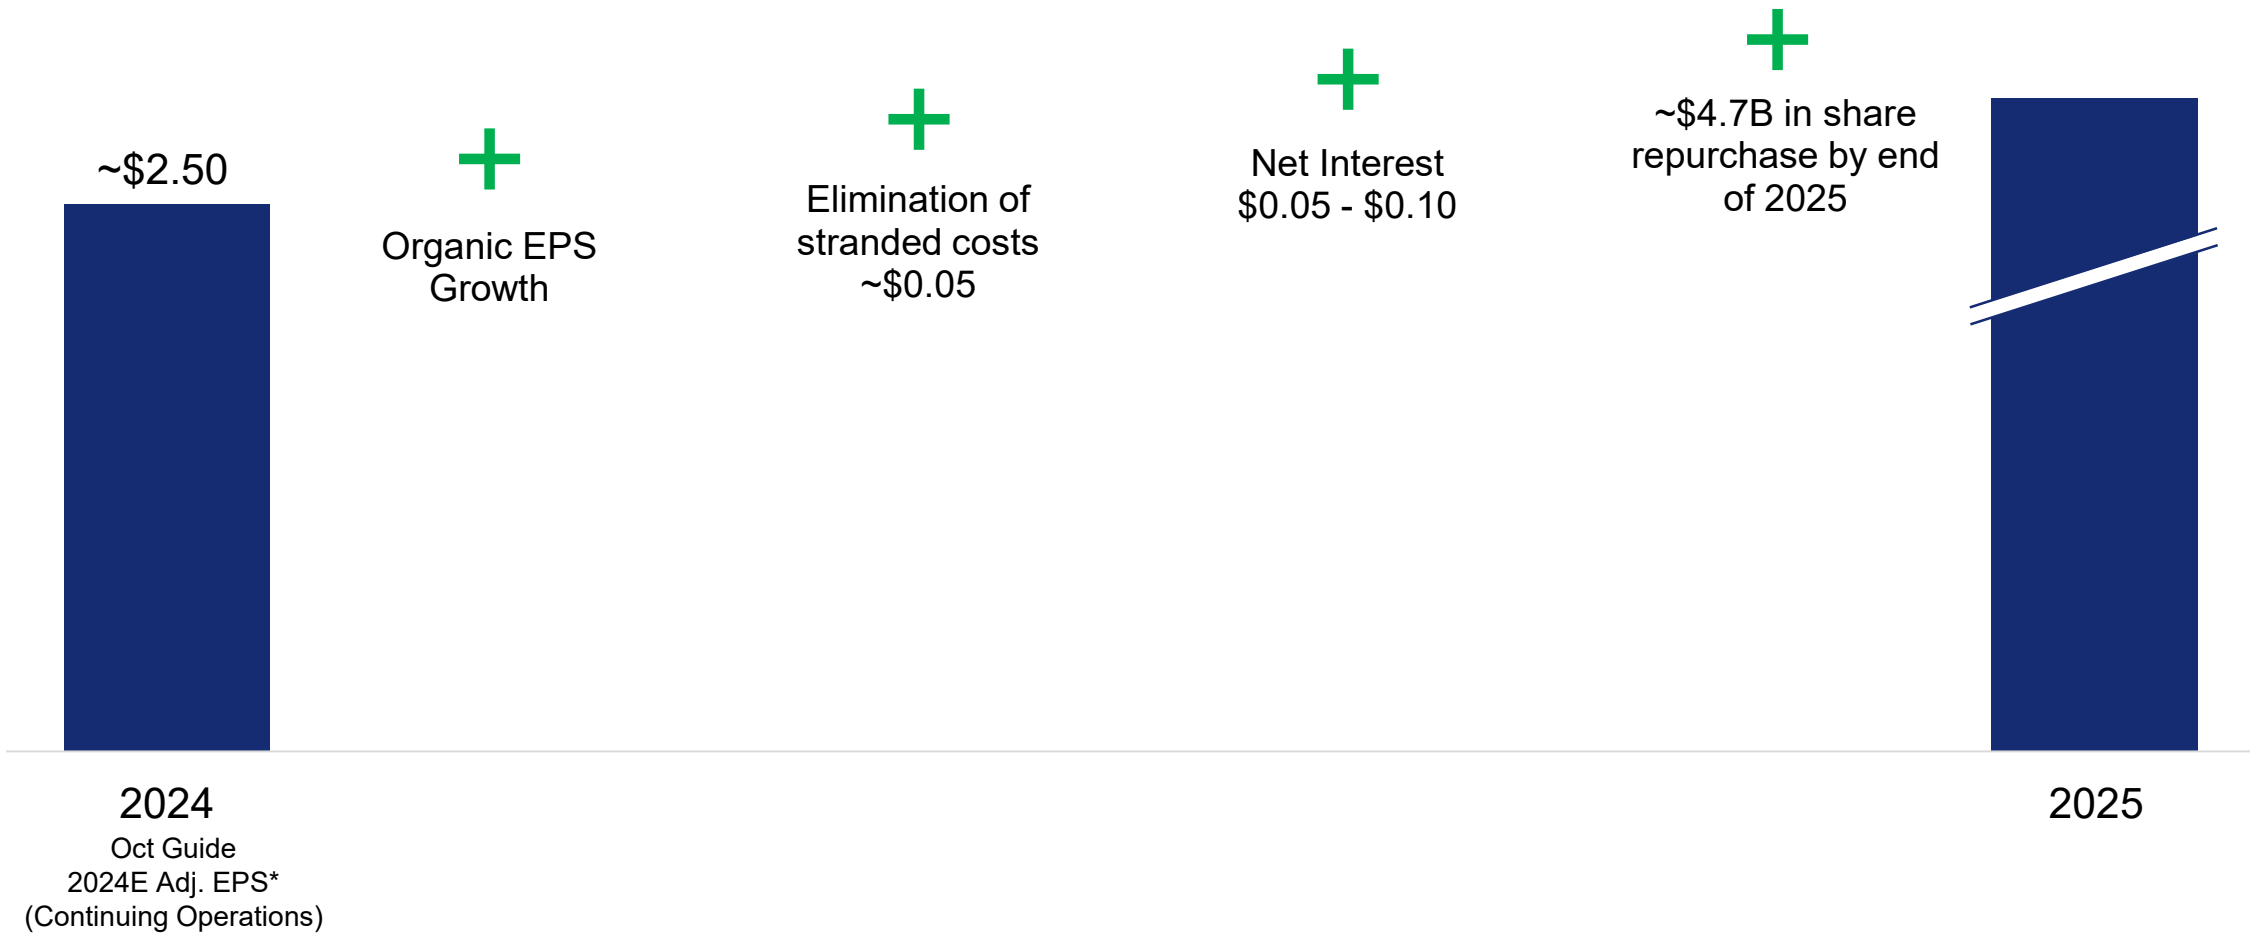 ~$2.50
Organic EPS
Growth
Elimination of
stranded costs
~$0.05
Net Interest
$0.05 - $0.10
~$4.7B in share
repurchase by end
of 2025
2024
Oct Guide
2024E Adj. EPS*
(Continuing Operations)
2025